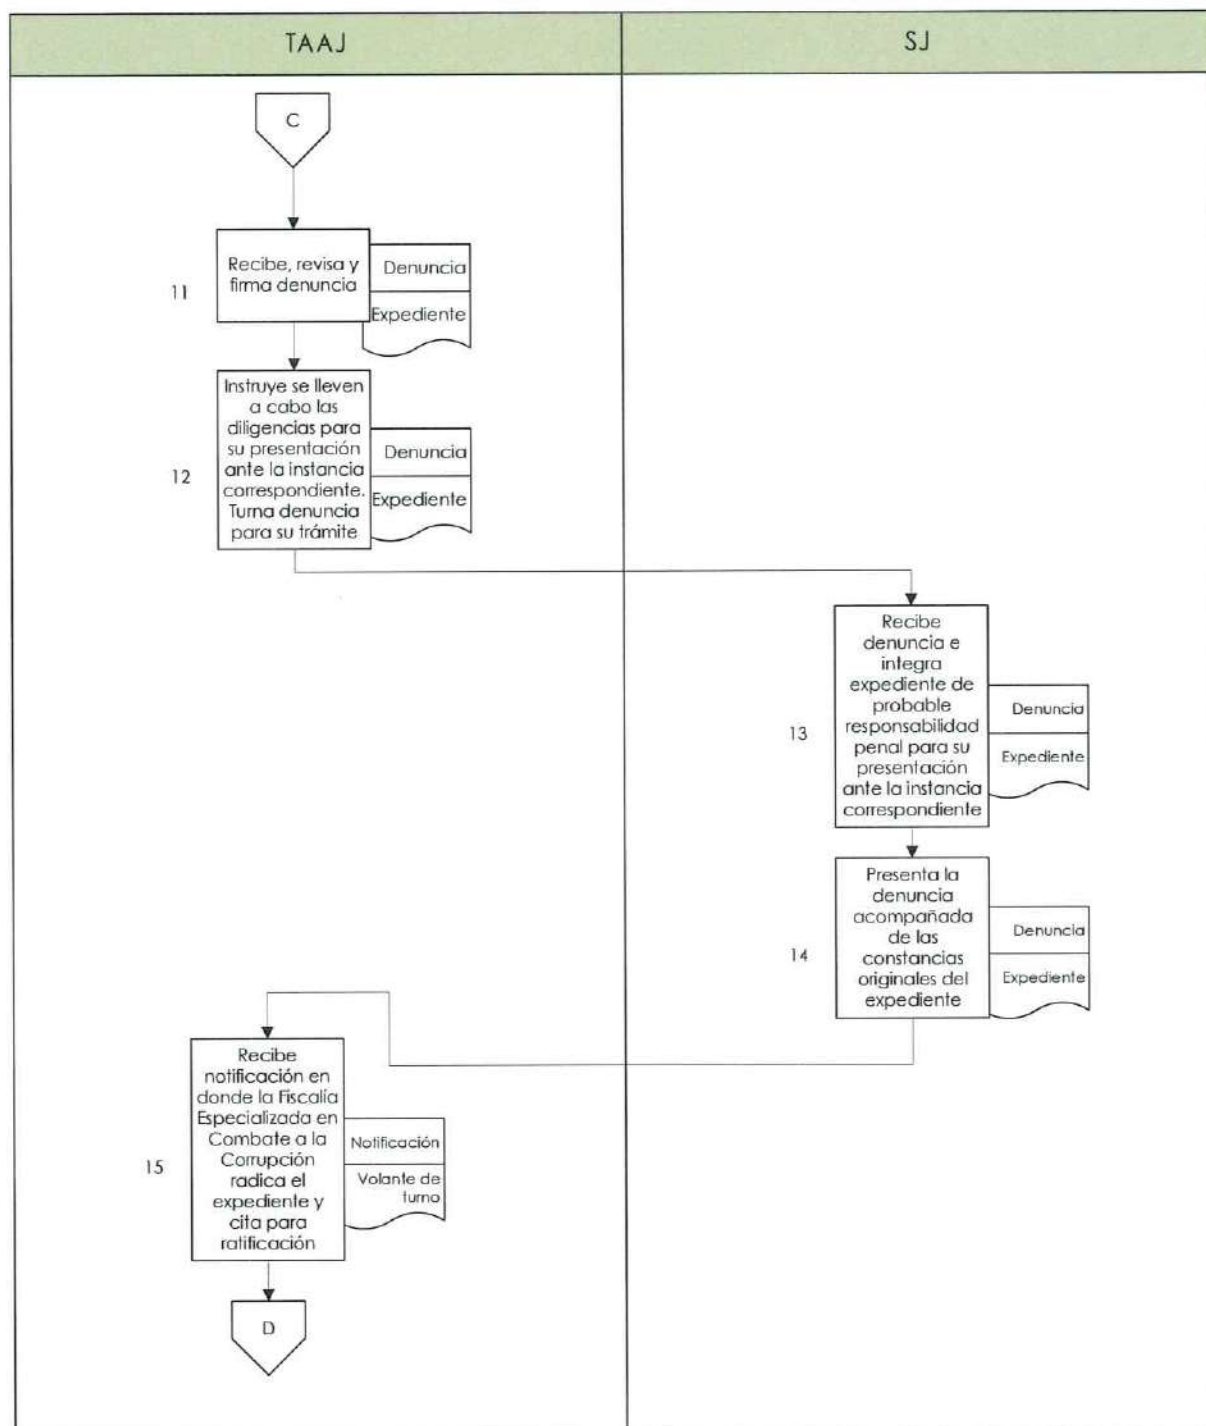 TAAJ
SJ
C
11
Recibe, revisa y
firma denuncia
Denuncia
Expediente
12
Instruye se lleven
a cabo las
diligencias para
su presentación
ante la instancia
correspondiente.
Turna denuncia
para su trámite
Denuncia
Expediente
13
Recibe
denuncia e
integra
expediente de
probable
responsabilidad
penal para su
presentación
ante la instancia
correspondiente
Denuncia
Expediente
14
Presenta la
denuncia
acompañada
de las
constancias
originales del
expediente
Denuncia
Expediente
15
Recibe
notificación en
donde la Fiscalía
Especializada en
Combate a la
Corrupción
radica el
expediente y
cita para
ratificación
Notificación
Volante de
turno
D